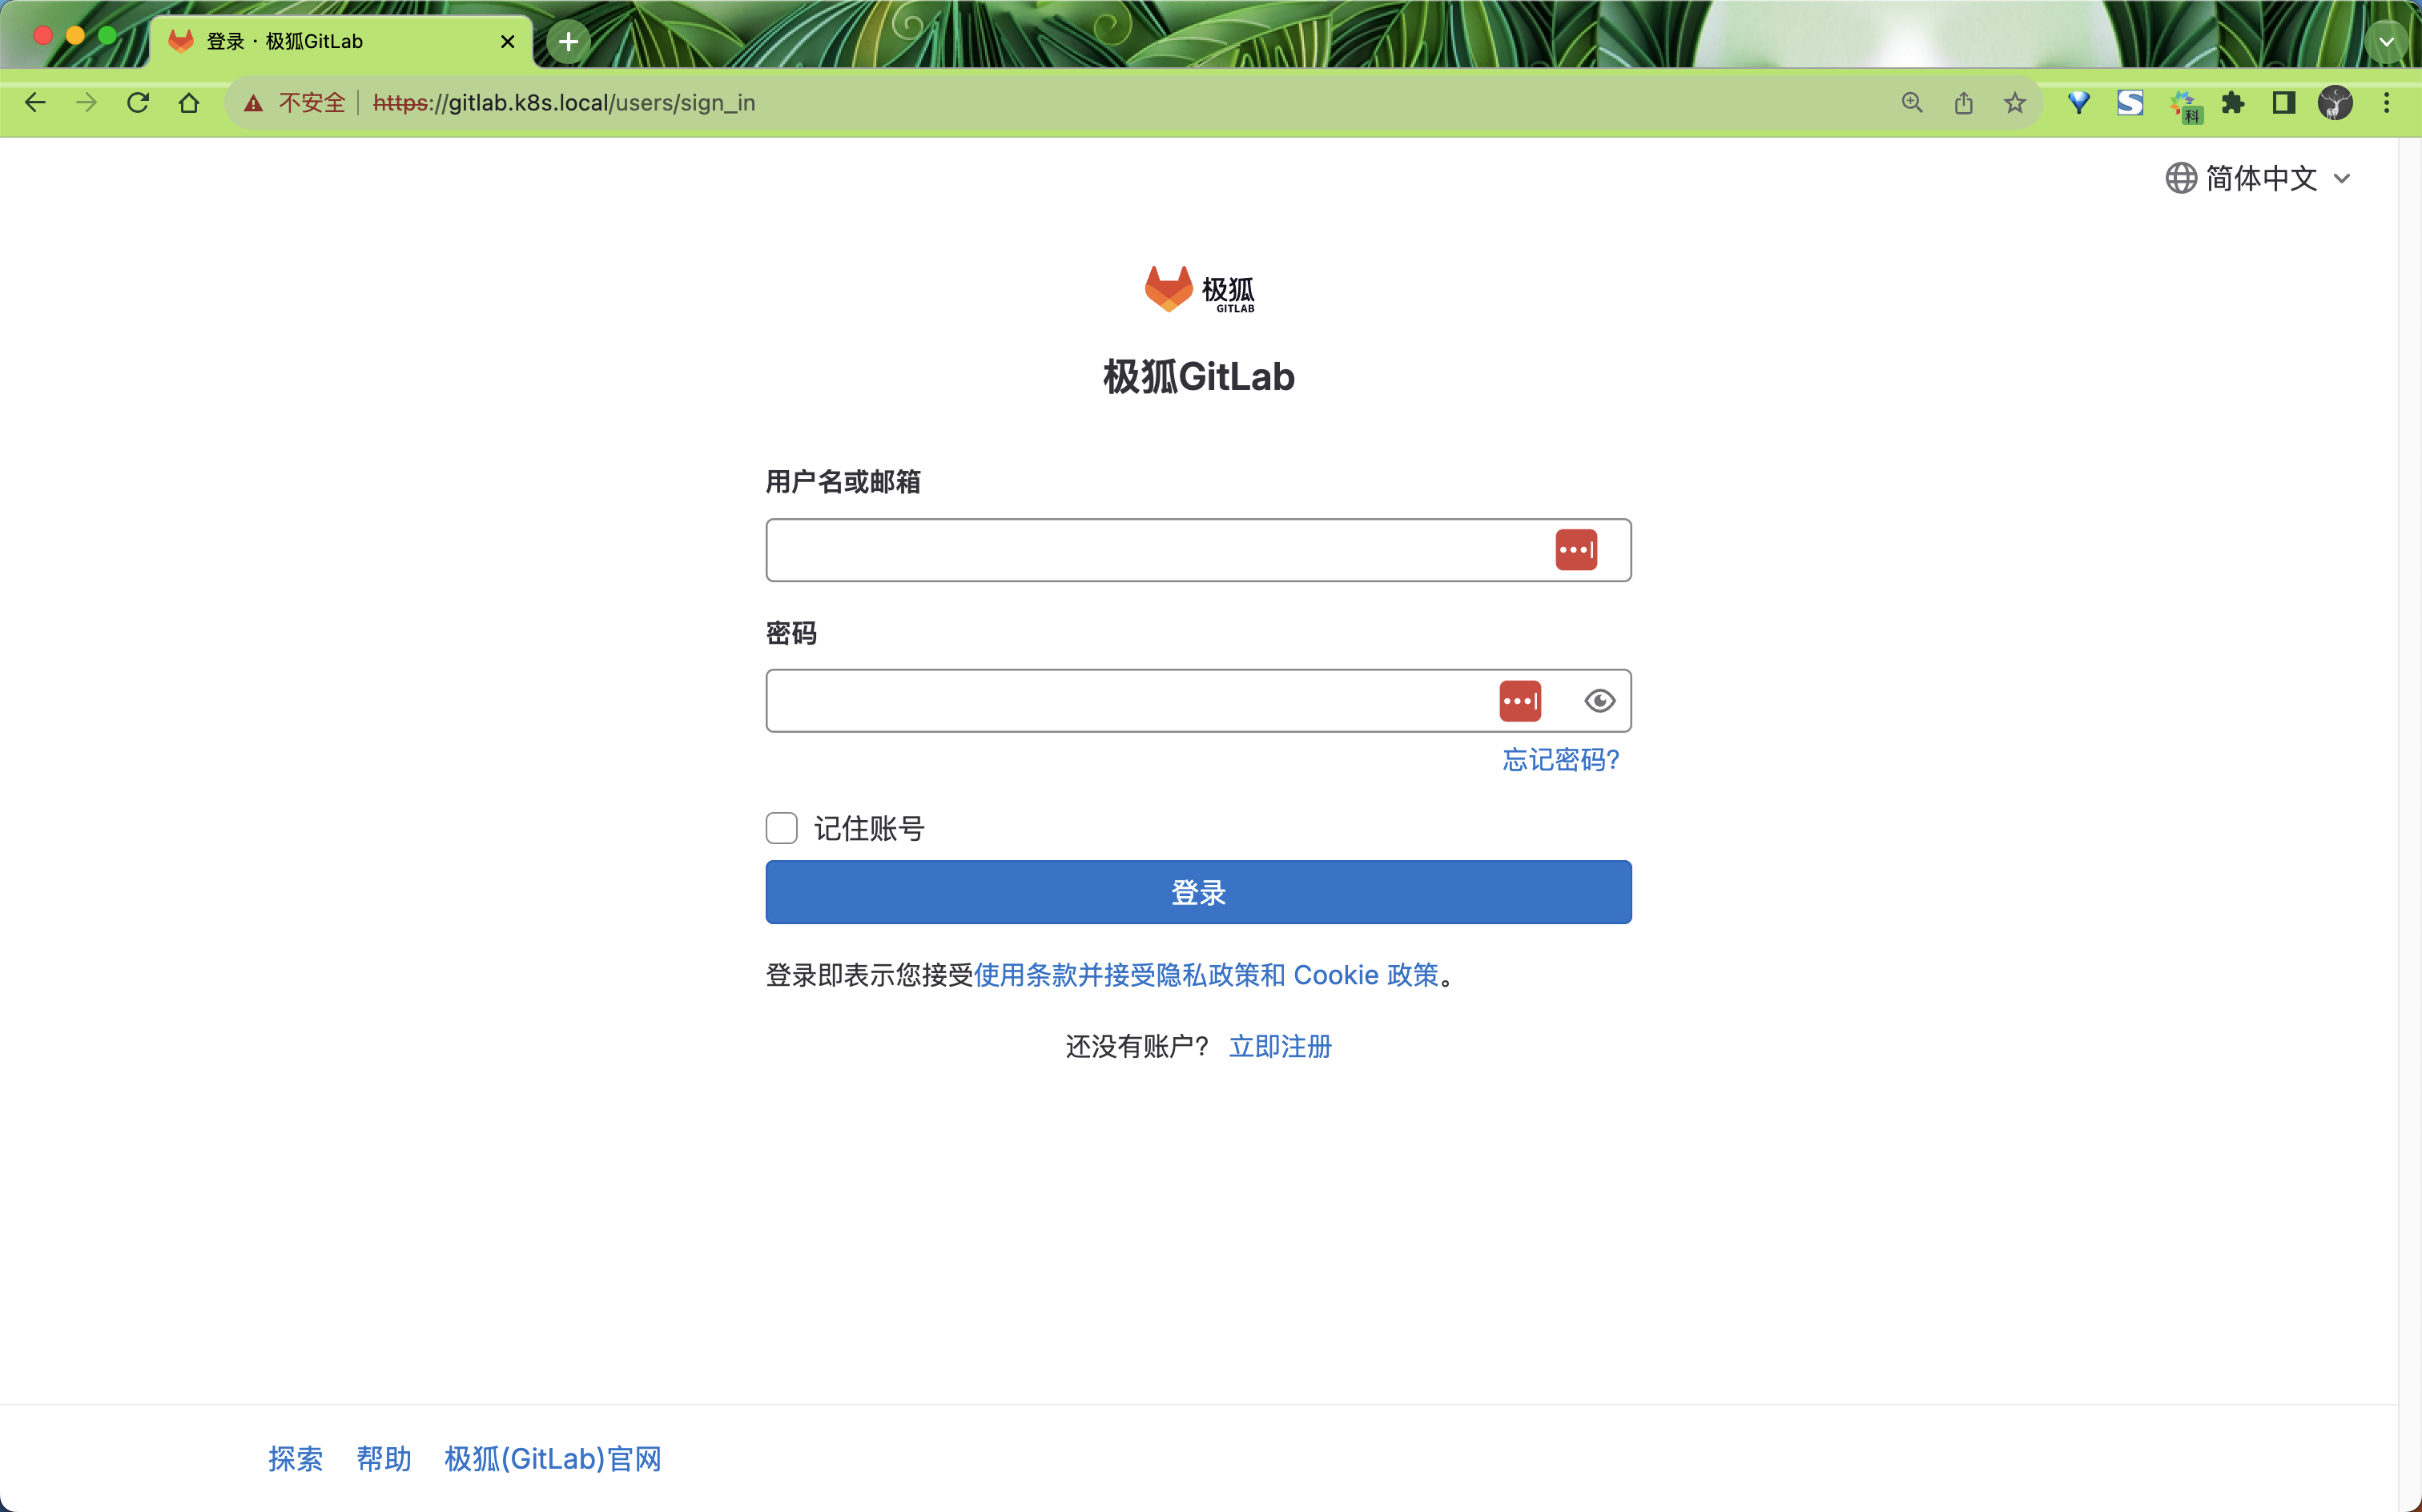 登录 · 极狐GitLab
不安全 https://gitlab.k8s.local/users/sign_in
科
简体中文
极狐
GITLAB
极狐GitLab
用户名或邮箱
密码
忘记密码?
记住账号
登录
登录即表示您接受使用条款并接受隐私政策和 Cookie 政策。
还没有账户? 立即注册
探索 帮助 极狐(GitLab)官网